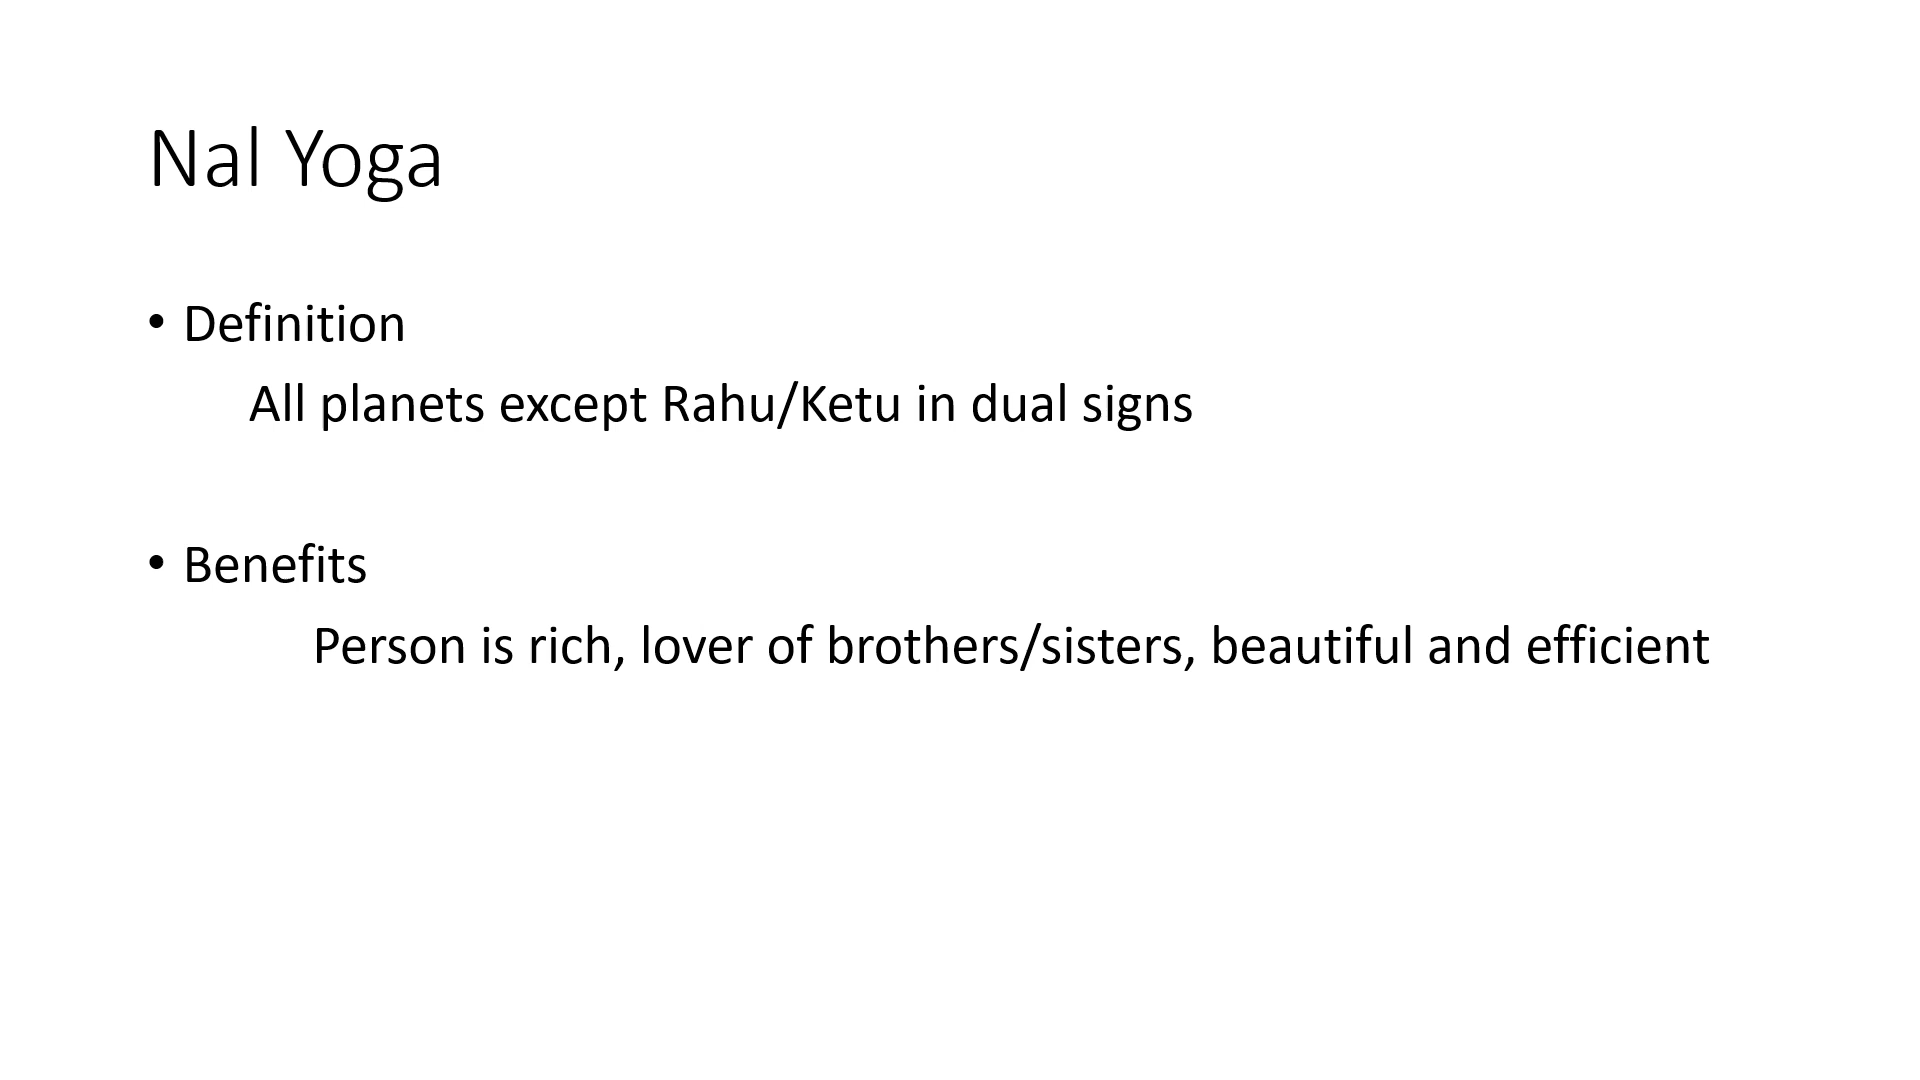 Nal Yoga
• Definition
All planets except Rahu/Ketu in dual signs
• Benefits
Person is rich, lover of brothers/sisters, beautiful and efficient